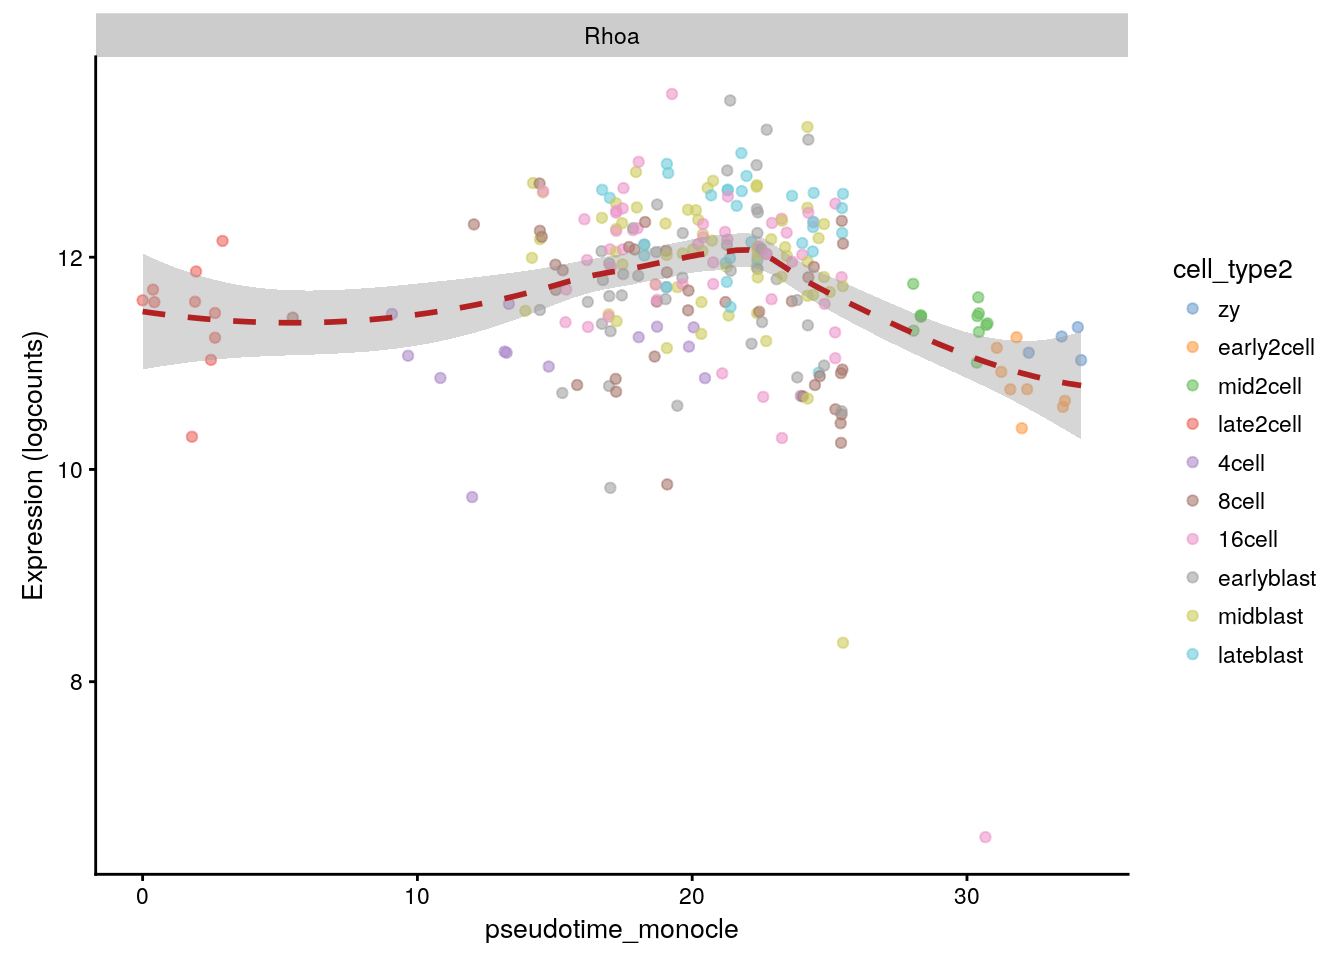 Rhoa
Expression (logcounts)
12
10
8
0 10 20 30
pseudotime_monocle
cell_type2
zy
early2cell
mid2cell
late2cell
4cell
8cell
16cell
earlyblast
midblast
lateblast